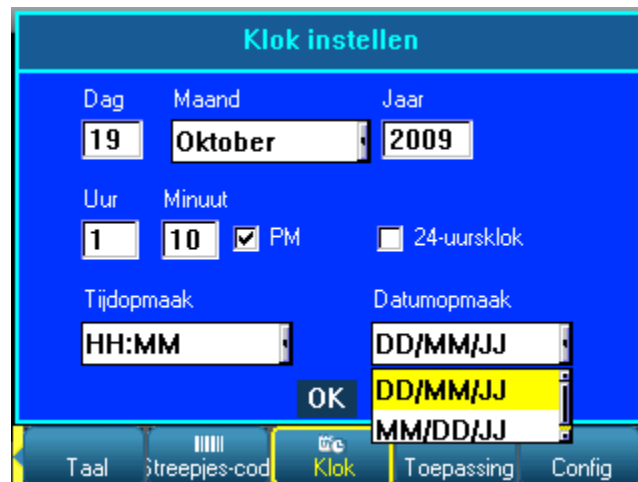 Klok instellen
Dag Maand Jaar
19 Oktober 2009
Uur Minuut
1 10 PM 24-uursklok
Tijdopmaak Datumopmaak
HH:MM DD/MM/JJ
OK DD/MM/JJ
MM/DD/JJ
Taal Streepjes-cod Klok Toepassing Config